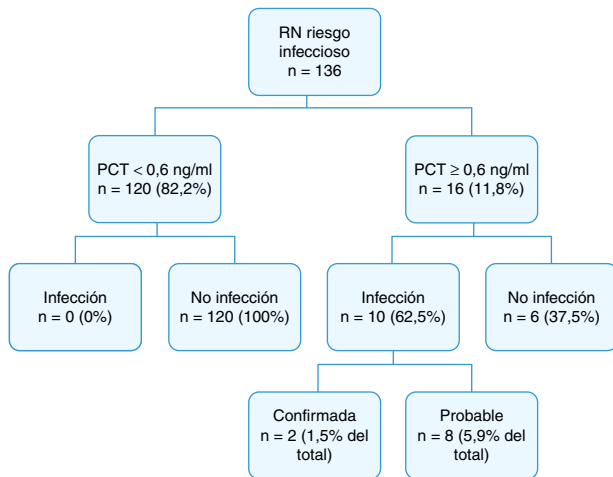 RN riesgo
infeccioso
n = 136
PCT < 0,6 ng/ml
n = 120 (82,2%)
PCT ≥ 0,6 ng/ml
n = 16 (11,8%)
Infección
n = 0 (0%)
No infección
n = 120 (100%)
Infección
n = 10 (62,5%)
No infección
n = 6 (37,5%)
Confirmada
n = 2 (1,5% del
total)
Probable
n = 8 (5,9% del
total)